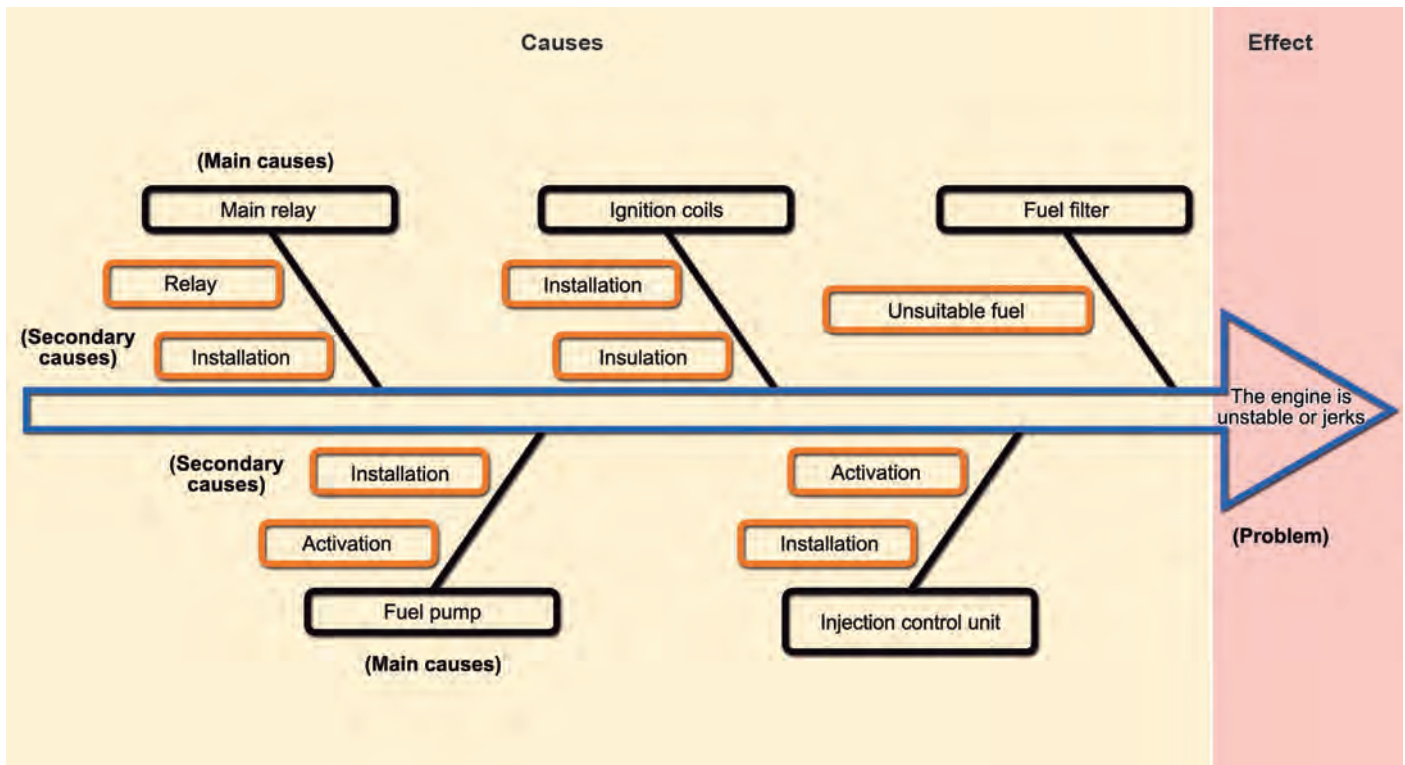 Causes
Effect
(Main causes)
Main relay
Ignition coils
Fuel filter
Relay
Installation
Unsuitable fuel
(Secondary
causes)
Installation
Insulation
The engine is
unstable or jerks
(Secondary
causes)
Installation
Activation
Activation
Installation
(Problem)
Fuel pump
Injection control unit
(Main causes)